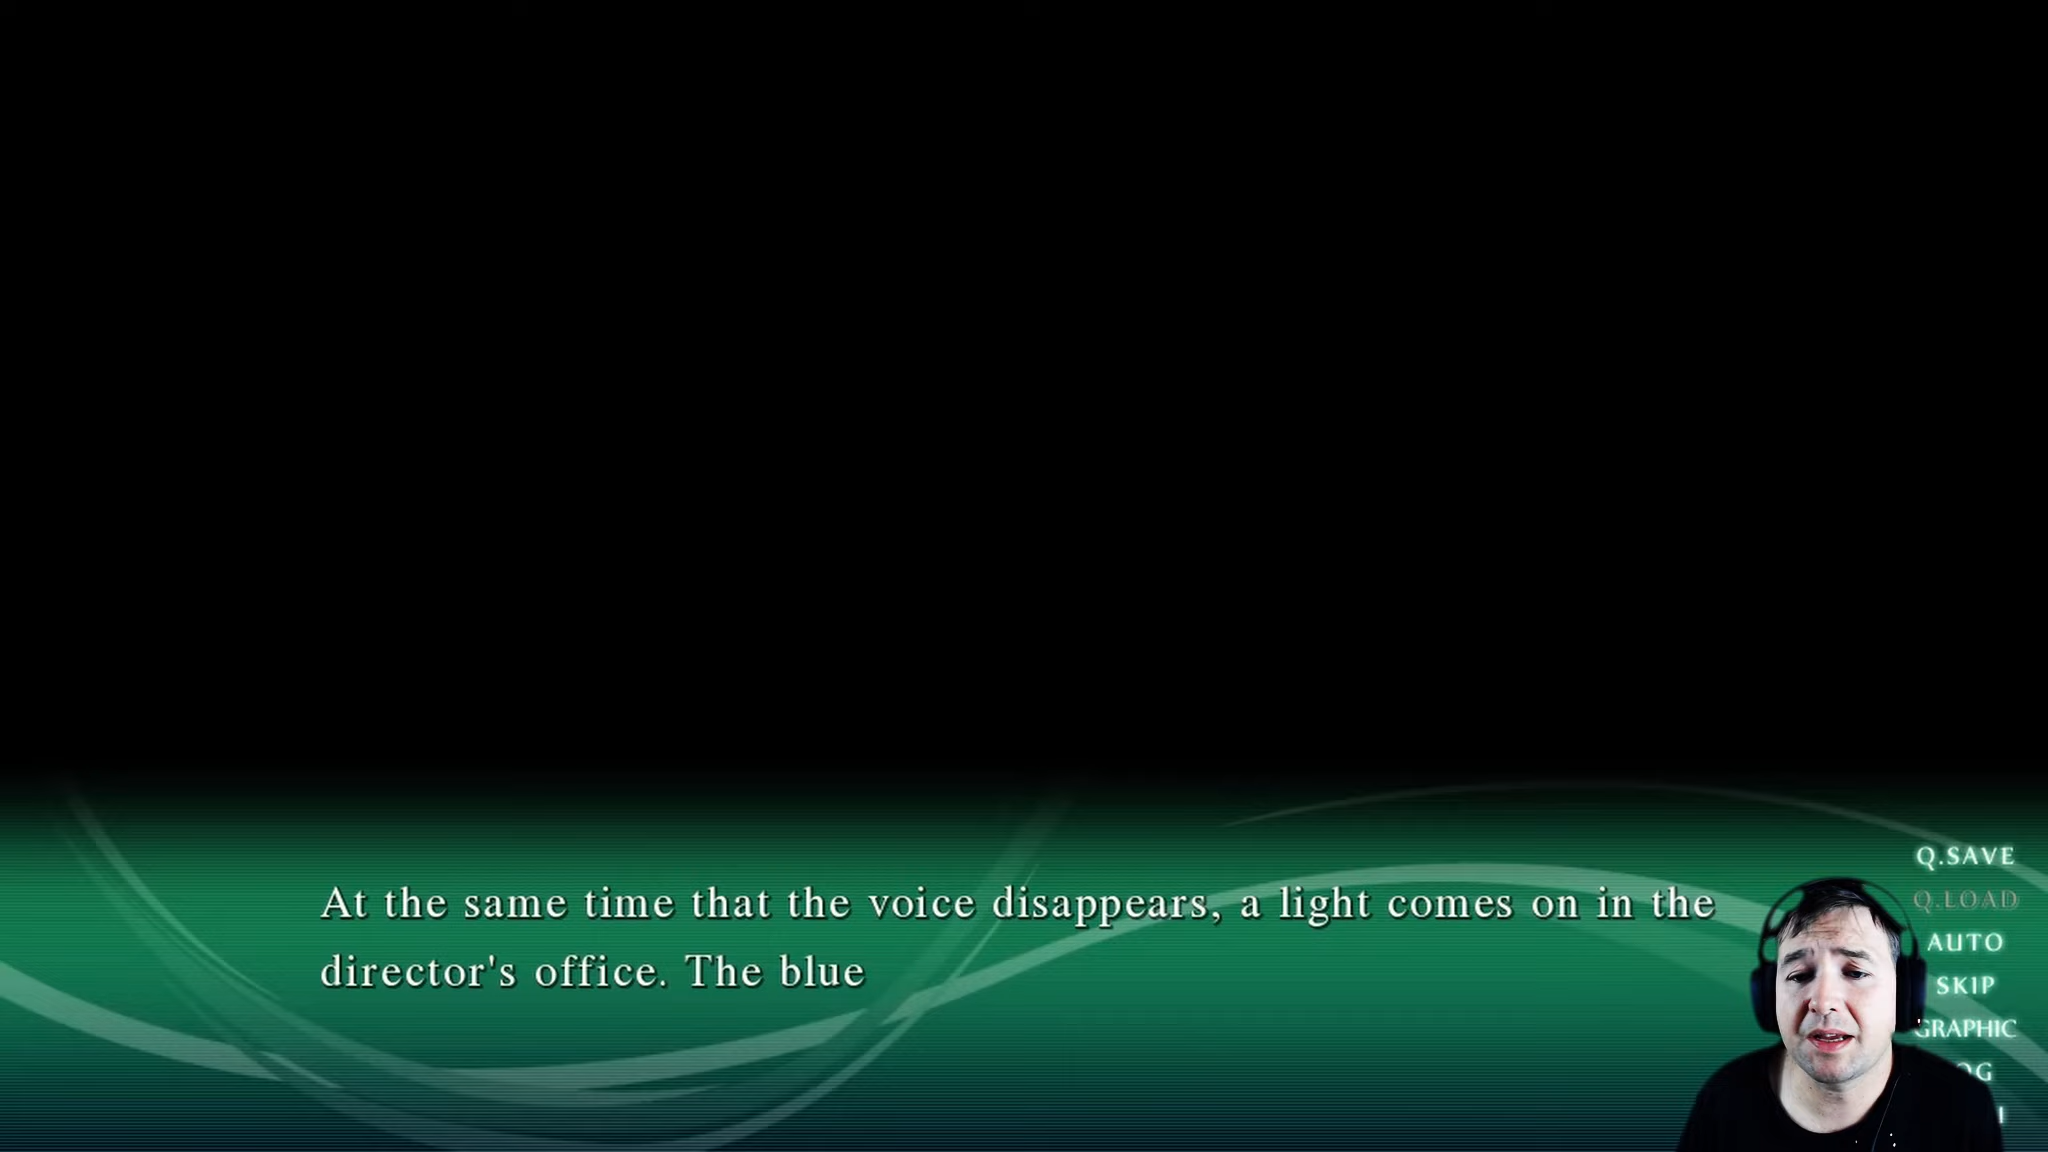 At the same time that the voice disappears, a light comes on in the
director's office. The blue
Q.SAVE
Q.LOAD
AUTO
SKIP
GRAPHIC